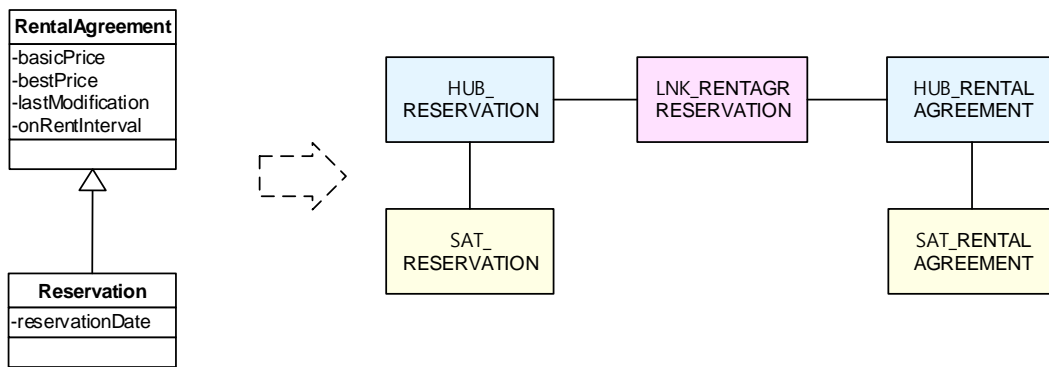 RentalAgreement
-basicPrice
-bestPrice
-lastModification
-onRentInterval
Reservation
-reservationDate
HUB_
RESERVATION
LNK_RENTAGR
RESERVATION
HUB_RENTAL
AGREEMENT
SAT_
RESERVATION
SAT_RENTAL
AGREEMENT